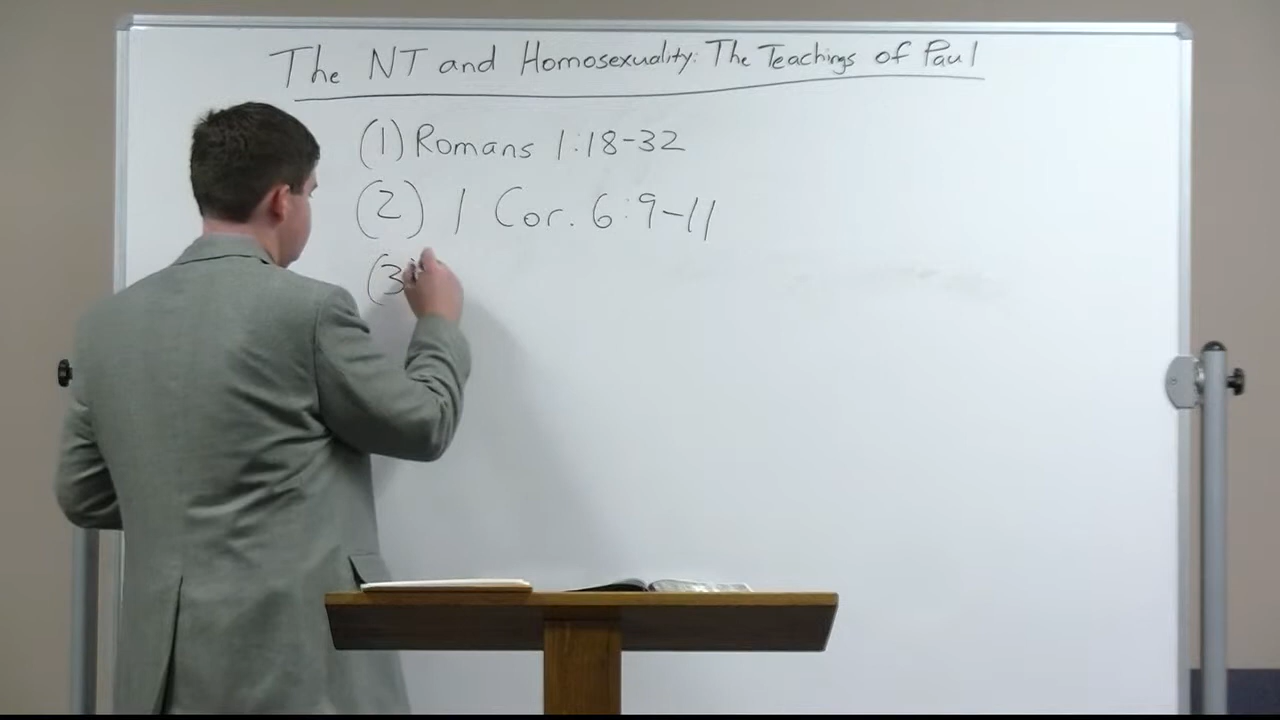 The NT and Homosexuality: The Teachings of Paul
(1) Romans 1:18-32
(2) 1 Cor. 6:9-11
(3